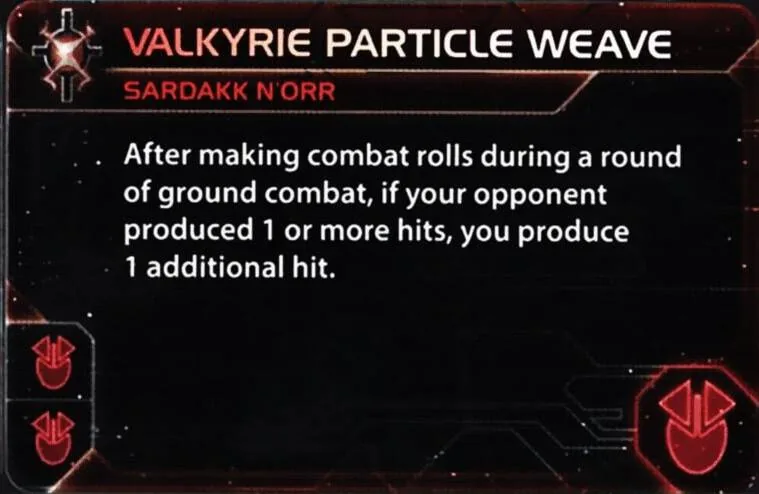 VALKYRIE PARTICLE WEAVE
SARDAKK N'ORR
After making combat rolls during a round
of ground combat, if your opponent
produced 1 or more hits, you produce
1 additional hit.